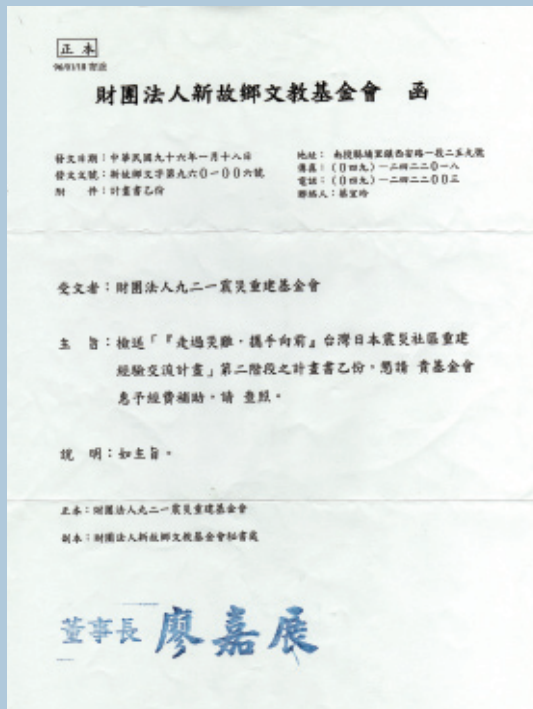 正本
96/01/18 寄出
財團法人新故鄉文教基金會　函
發文日期：中華民國九十六年一月十八日
發文文號：新故鄉文字第九六０一００六號
附　　件：計畫書乙份
地址：南投縣埔里鎮西安路一段二五九號
傳真：(０四九)－二四二二０一八
電話：(０四九)－二四二二００三
聯絡人：蔡宜玲
受文者：財團法人九二一震災重建基金會
主　旨：檢送「『走過災難．攜手向前』台灣日本震災社區重建
經驗交流計畫」第二階段之計畫書乙份，懇請 貴基金會
惠予經費補助，請 查照。
說　明：如主旨。
正本：財團法人九二一震災重建基金會
副本：財團法人新故鄉文教基金會秘書處
董事長 廖嘉展